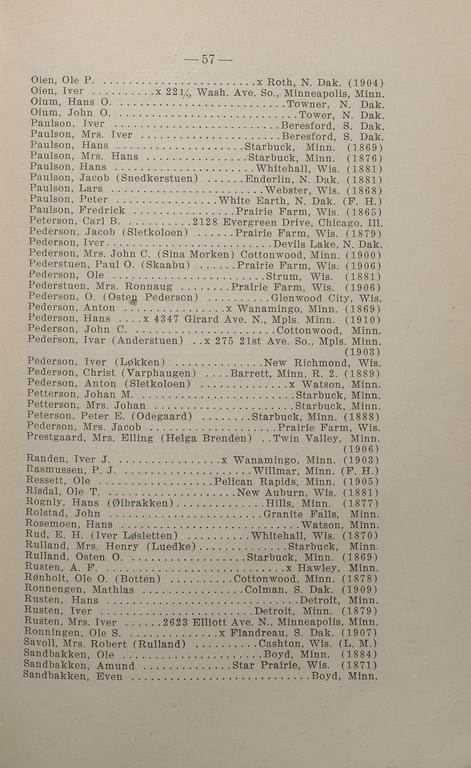 — 57 —
Oien, Ole P. ........................x Roth, N. Dak. (1904)
Oien, Iver ..........x 22½, Wash. Ave. So., Minneapolis, Minn.
Oium, Hans O. ...........................Towner, N. Dak.
Oium, John O. .............................Tower, N. Dak.
Paulson, Iver ...........................Beresford, S. Dak.
Paulson, Mrs. Iver ......................Beresford, S. Dak.
Paulson, Hans .....................Starbuck, Minn. (1869)
Paulson, Mrs. Hans ................Starbuck, Minn. (1876)
Paulson, Hans ......................Whitehall, Wis. (1881)
Paulson, Jacob (Snedkerstuen) ......Enderlin, N. Dak. (1881)
Paulson, Lars ........................Webster, Wis. (1868)
Paulson, Peter .................White Earth, N. Dak. (F. H.)
Paulson, Fredrick ................Prairie Farm, Wis. (1865)
Peterson, Carl B. .........2128 Evergreen Drive, Chicago, Ill.
Pederson, Jacob (Sletkoloen) ......Prairie Farm, Wis. (1879)
Pederson, Iver..........................Devils Lake, N. Dak.
Pederson, Mrs. John C. (Sina Morken) Cottonwood, Minn. (1900)
Pederstuen, Paul O. (Skaabu) ......Prairie Farm, Wis. (1906)
Pederson, Ole ........................Strum, Wis. (1881)
Pederstuen, Mrs. Ronnaug ........Prairie Farm, Wis. (1906)
Pederson, O. (Osten Pederson) ..........Glenwood City, Wis.
Pederson, Anton ................x Wanamingo, Minn. (1869)
Pederson, Hans ....x 4347 Girard Ave. N., Mpls. Minn. (1910)
Pederson, John C. ........................Cottonwood, Minn.
Pederson, Ivar (Anderstuen) ..x 275 21st Ave. So., Mpls. Minn.
(1903)
Pederson, Iver (Løkken) ..............New Richmond, Wis.
Pederson, Christ (Varphaugen) ....Barrett, Minn. R. 2. (1889)
Pederson, Anton (Sletkoloen) ..............x Watson, Minn.
Petterson, Johan M. ..........................Starbuck, Minn.
Petterson, Mrs. Johan ........................Starbuck, Minn.
Peterson, Peter E. (Odegaard) ........Starbuck, Minn. (1888)
Pederson, Mrs. Jacob ....................Prairie Farm, Wis.
Prestgaard, Mrs. Elling (Helga Brenden) ..Twin Valley, Minn.
(1906)
Randen, Iver J. ..................x Wanamingo, Minn. (1903)
Rasmussen, P. J. ......................Willmar, Minn. (F. H.)
Ressett, Ole ...................Pelican Rapids, Minn. (1905)
Risdal, Ole T. ......................New Auburn, Wis. (1881)
Rognly, Hans (Øibrakken) ..............Hills, Minn. (1877)
Rolstad, John ..........................Granite Falls, Minn.
Rosemoen, Hans .............................Watson, Minn.
Rud, E. H. (Iver Løsletten) ..........Whitehall, Wis. (1870)
Rulland, Mrs. Henry (Luedke)..............Starbuck, Minn
Rulland, Osten O. ..................Starbuck, Minn. (1869)
Rusten, A. F. ..............................x Hawley, Minn.
Rønholt, Ole O. (Botten) ..........Cottonwood, Minn. (1878)
Ronnengen, Mathias .................Colman, S. Dak. (1909)
Rusten, Hans ................................Detroit, Minn.
Rusten, Iver .........................Detroit, Minn. (1879)
Rusten, Mrs. Iver ......2623 Elliott Ave. N., Minneapolis, Minn.
Ronningen, Ole S. ...............x Flandreau, S. Dak. (1907)
Savoll, Mrs. Robert (Rulland) ..........Cashton, Wis. (L. M.)
Sandbakken, Ole ........................Boyd, Minn. (1884)
Sandbakken, Amund ...............Star Prairie, Wis. (1871)
Sandbakken, Even .............................Boyd, Minn.